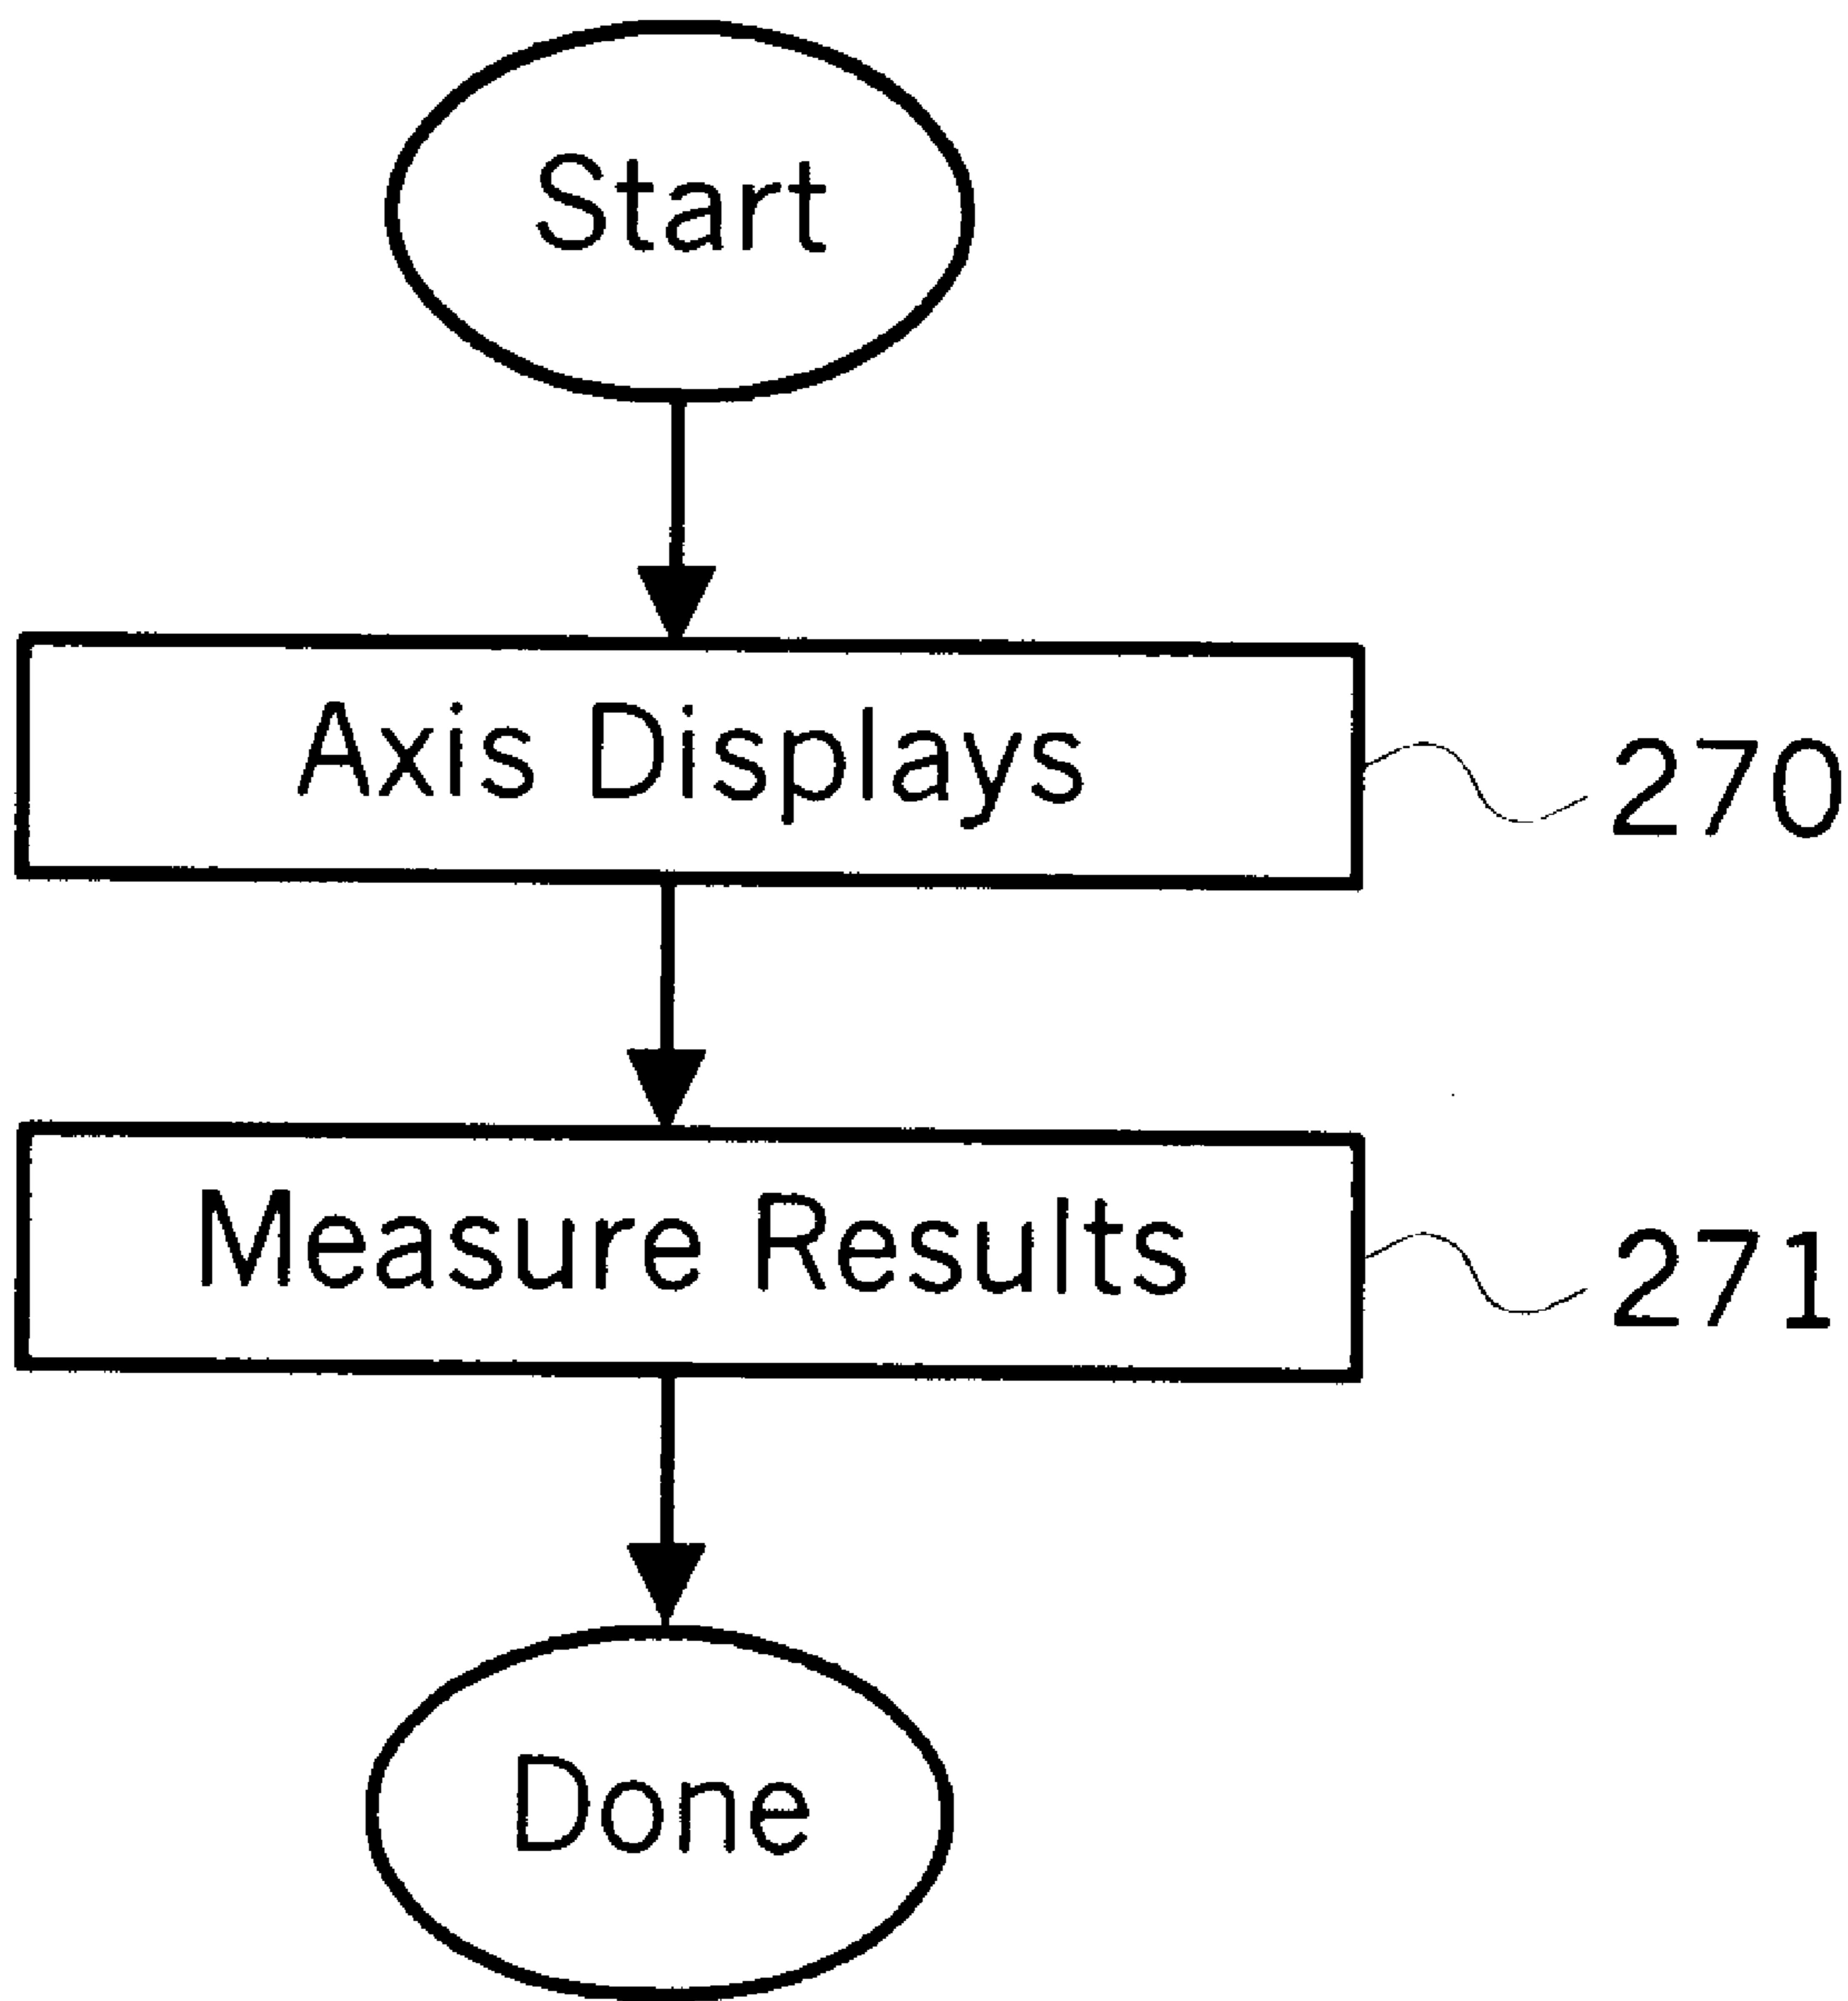 Start
Axis Displays
270
Measure Results
271
Done